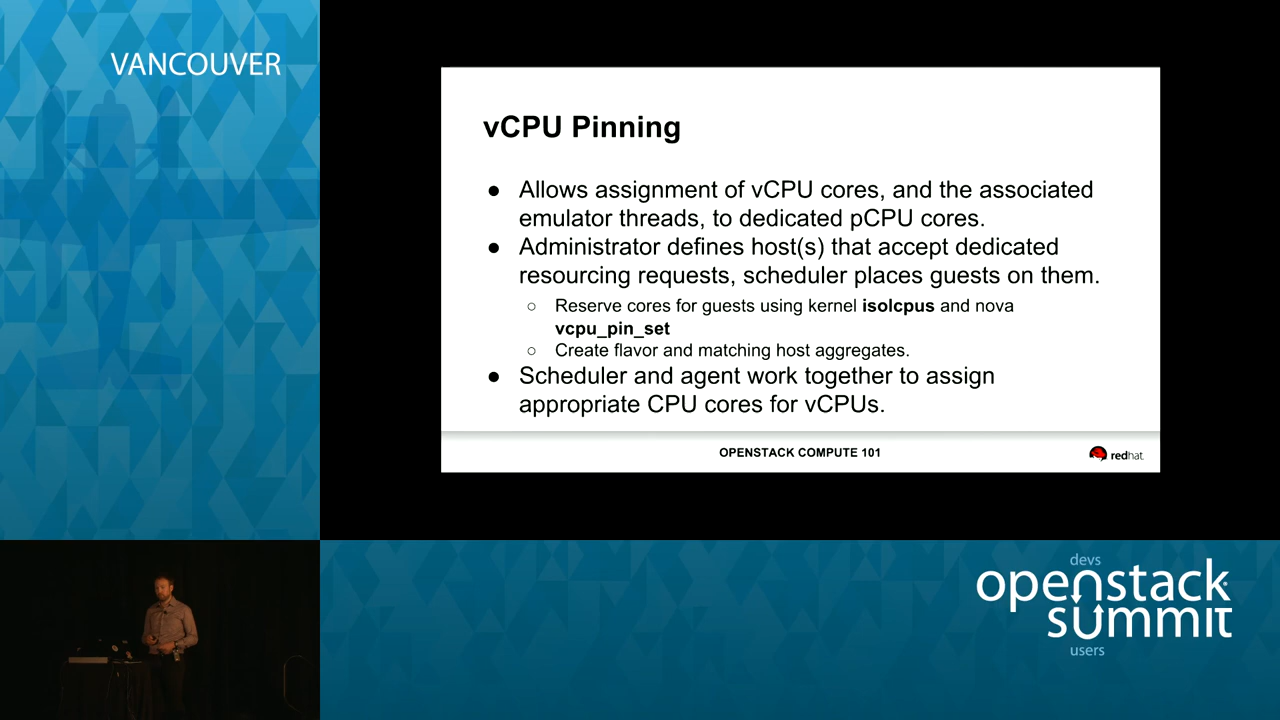 VANCOUVER
vCPU Pinning
● Allows assignment of vCPU cores, and the associated
emulator threads, to dedicated pCPU cores.
● Administrator defines host(s) that accept dedicated
resourcing requests, scheduler places guests on them.
○ Reserve cores for guests using kernel isolcpus and nova
vcpu_pin_set
○ Create flavor and matching host aggregates.
● Scheduler and agent work together to assign
appropriate CPU cores for vCPUs.
OPENSTACK COMPUTE 101
redhat
devs
openstack
summit
users